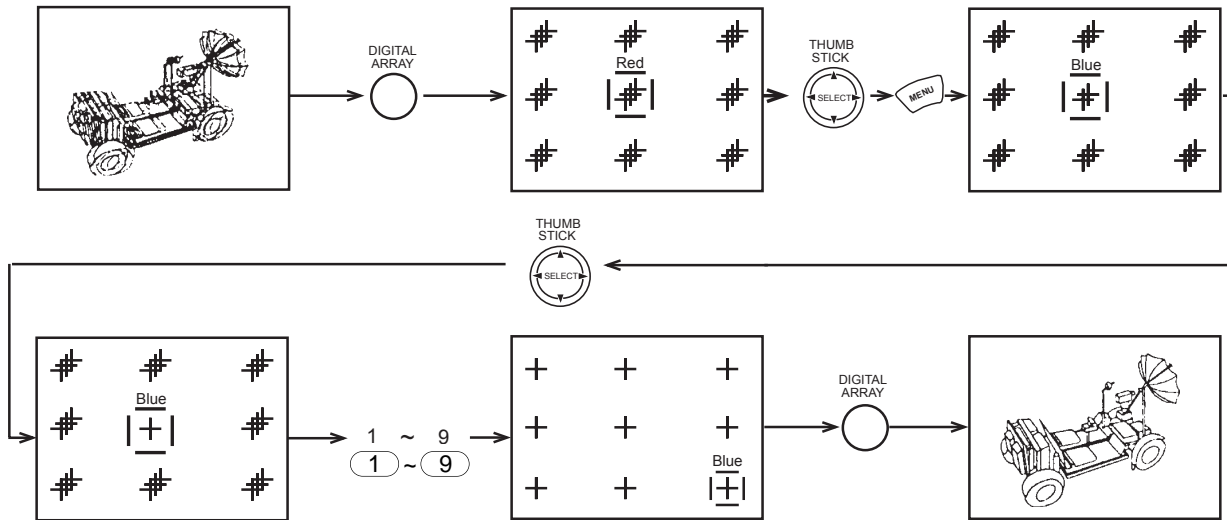 DIGITAL
ARRAY
Red
THUMB
STICK
SELECT
MENU
Blue
THUMB
STICK
SELECT
Blue
1 ~ 9
1 ~ 9
Blue
DIGITAL
ARRAY